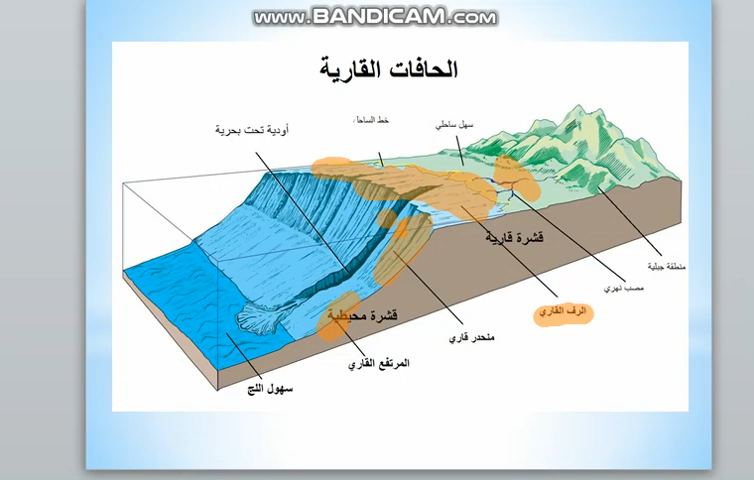 www.BANDICAM.com
الحافات القارية
أودية تحت بحرية
خط الساحل
سهل ساحلي
قشرة قارية
منطقة جبلية
مصب نهري
الرف القاري
قشرة محيطية
منحدر قاري
المرتفع القاري
سهول اللج